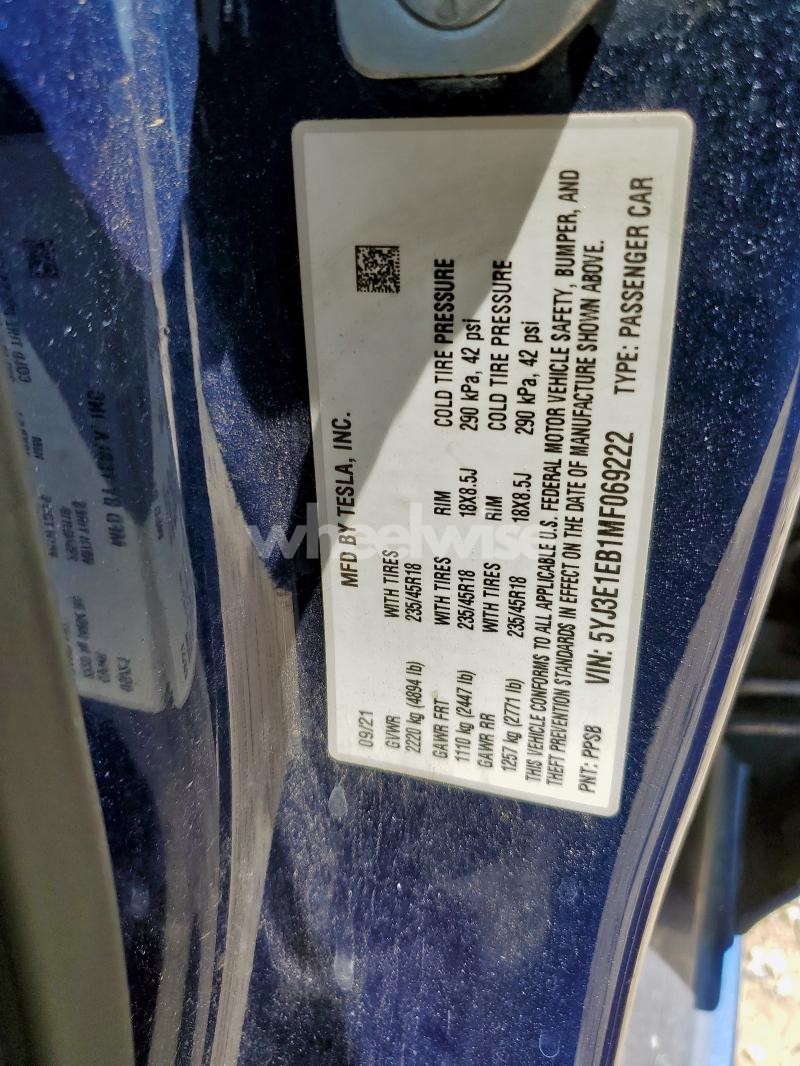 MFD BY TESLA, INC.
09/21
GVWR WITH TIRES
2220 kg (4894 lb) 235/45R18
GAWR FRT WITH TIRES RIM COLD TIRE PRESSURE
1110 kg (2447 lb) 235/45R18 18X8.5J 290 kPa, 42 psi
GAWR RR WITH TIRES RIM COLD TIRE PRESSURE
1257 kg (2771 lb) 235/45R18 18X8.5J 290 kPa, 42 psi
THIS VEHICLE CONFORMS TO ALL APPLICABLE U.S. FEDERAL MOTOR VEHICLE SAFETY, BUMPER, AND
THEFT PREVENTION STANDARDS IN EFFECT ON THE DATE OF MANUFACTURE SHOWN ABOVE.
PNT: PPSB VIN: 5YJ3E1EB1MF069222 TYPE: PASSENGER CAR
wheelwise